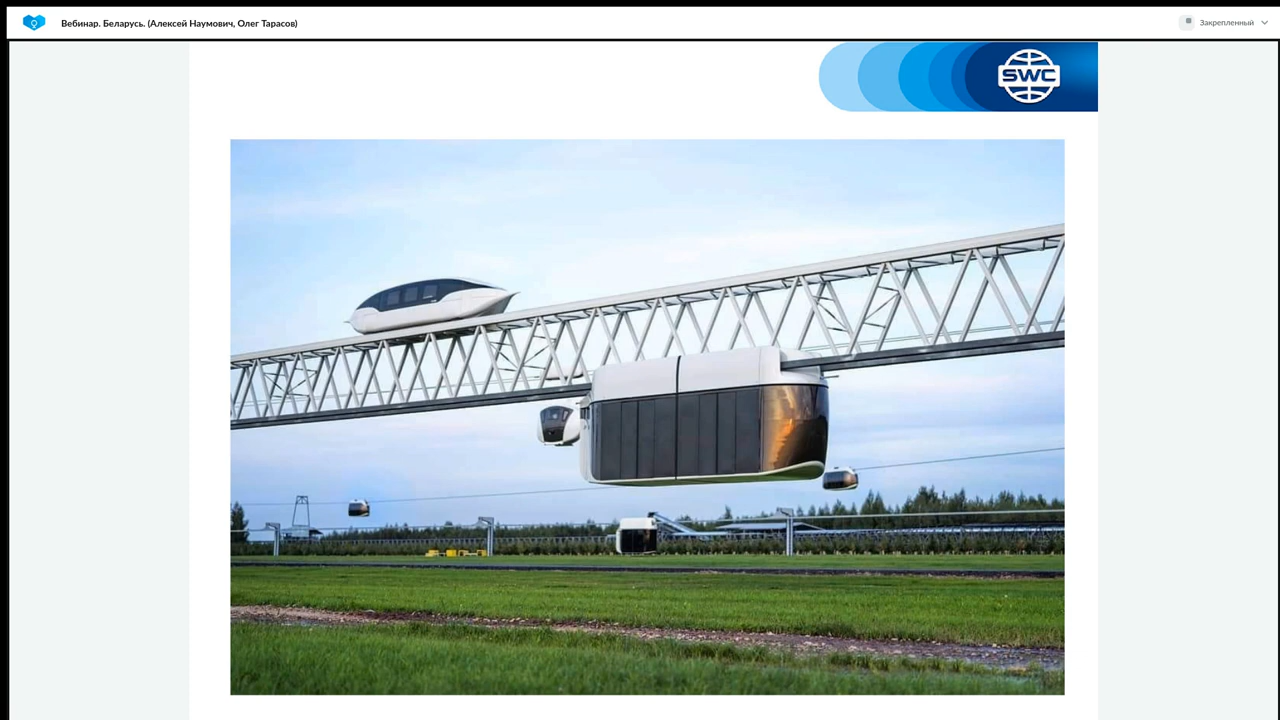 Вебинар. Беларусь. (Алексей Наумович, Олег Тарасов)
Закрепленный
SWC